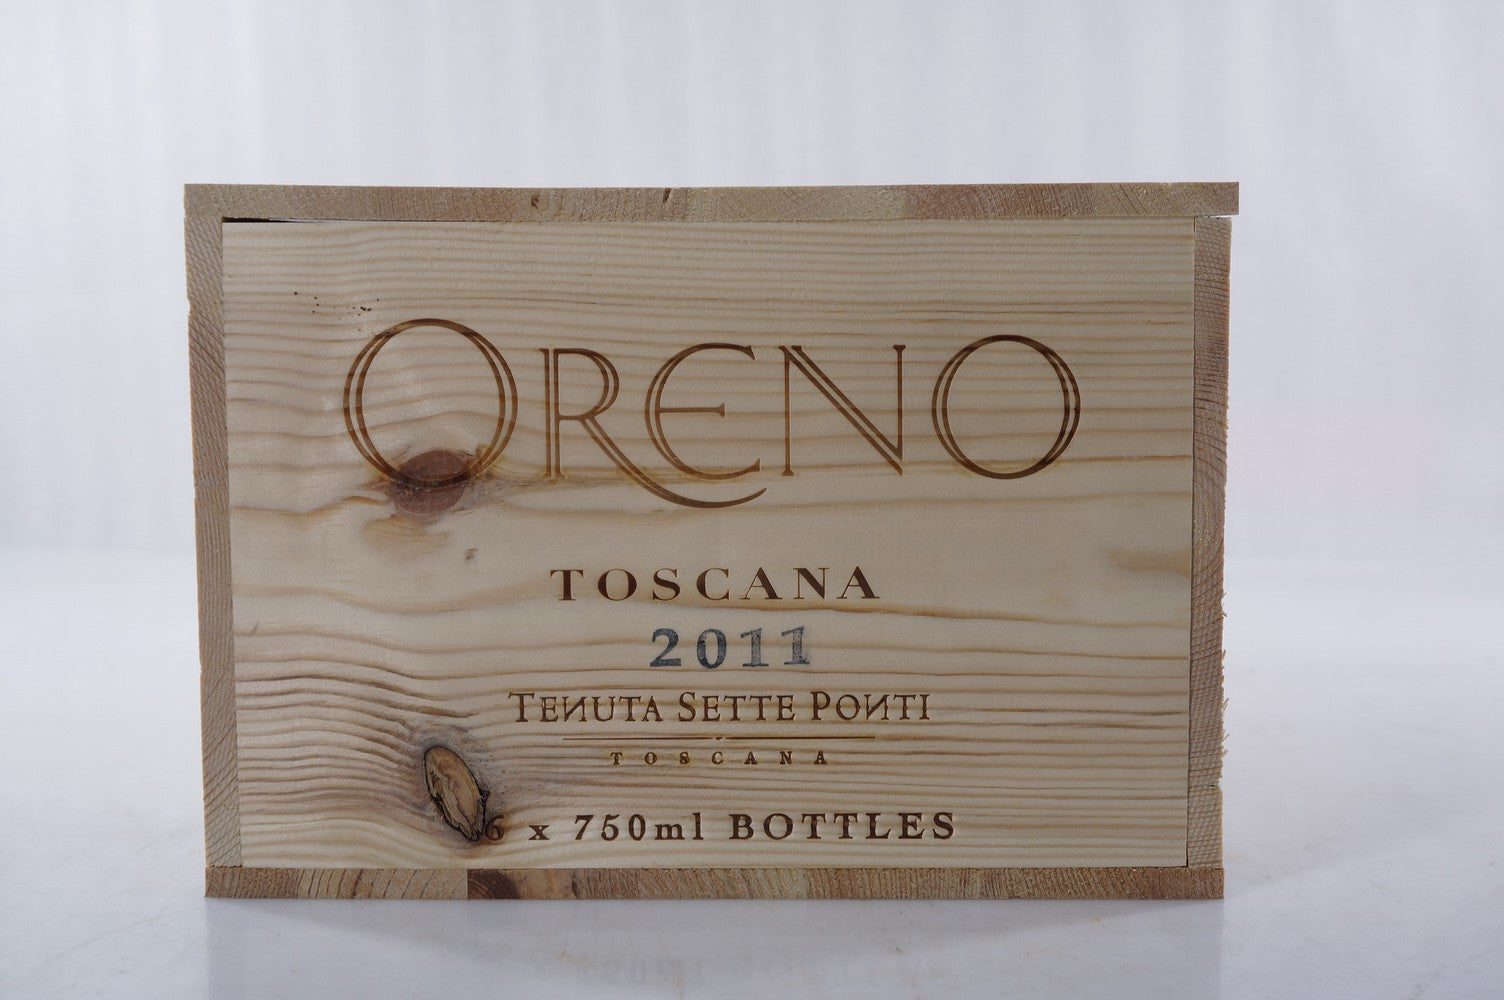 ORENO
TOSCANA
2011
TENUTA SETTE PONTI
TOSCANA
6 x 750ml BOTTLES